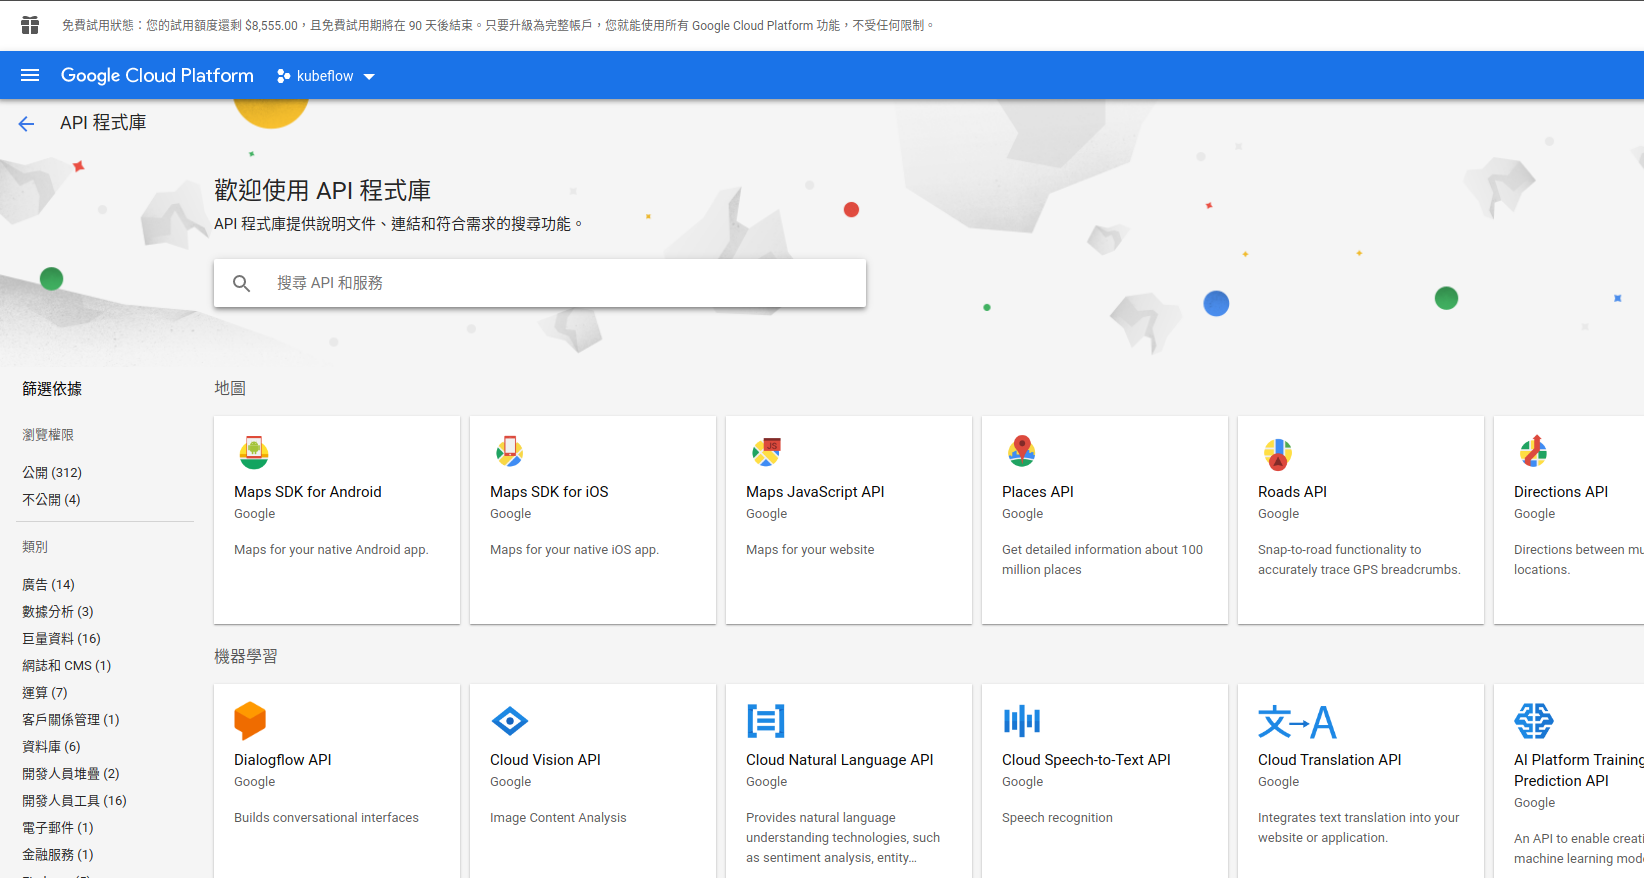 免費試用狀態：您的試用額度還剩 $8,555.00，且免費試用期將在 90 天後結束。只要升級為完整帳戶，您就能使用所有 Google Cloud Platform 功能，不受任何限制。
Google Cloud Platform
kubeflow
API 程式庫
歡迎使用 API 程式庫
API 程式庫提供說明文件、連結和符合需求的搜尋功能。
搜尋 API 和服務
篩選依據
瀏覽權限
公開 (312)
不公開 (4)
類別
廣告 (14)
數據分析 (3)
巨量資料 (16)
網誌和 CMS (1)
運算 (7)
客戶關係管理 (1)
資料庫 (6)
開發人員堆疊 (2)
開發人員工具 (16)
電子郵件 (1)
金融服務 (1)
地圖
Maps SDK for Android
Google
Maps for your native Android app.
Maps SDK for iOS
Google
Maps for your native iOS app.
JS
Maps JavaScript API
Google
Maps for your website
Places API
Google
Get detailed information about 100
million places
Roads API
Google
Snap-to-road functionality to
accurately trace GPS breadcrumbs.
Directions API
Google
Directions between mu
locations.
機器學習
Dialogflow API
Google
Builds conversational interfaces
Cloud Vision API
Google
Image Content Analysis
Cloud Natural Language API
Google
Provides natural language
understanding technologies, such
as sentiment analysis, entity...
Cloud Speech-to-Text API
Google
Speech recognition
文→A
Cloud Translation API
Google
Integrates text translation into your
website or application.
AI Platform Training
Prediction API
Google
An API to enable creati
machine learning mode